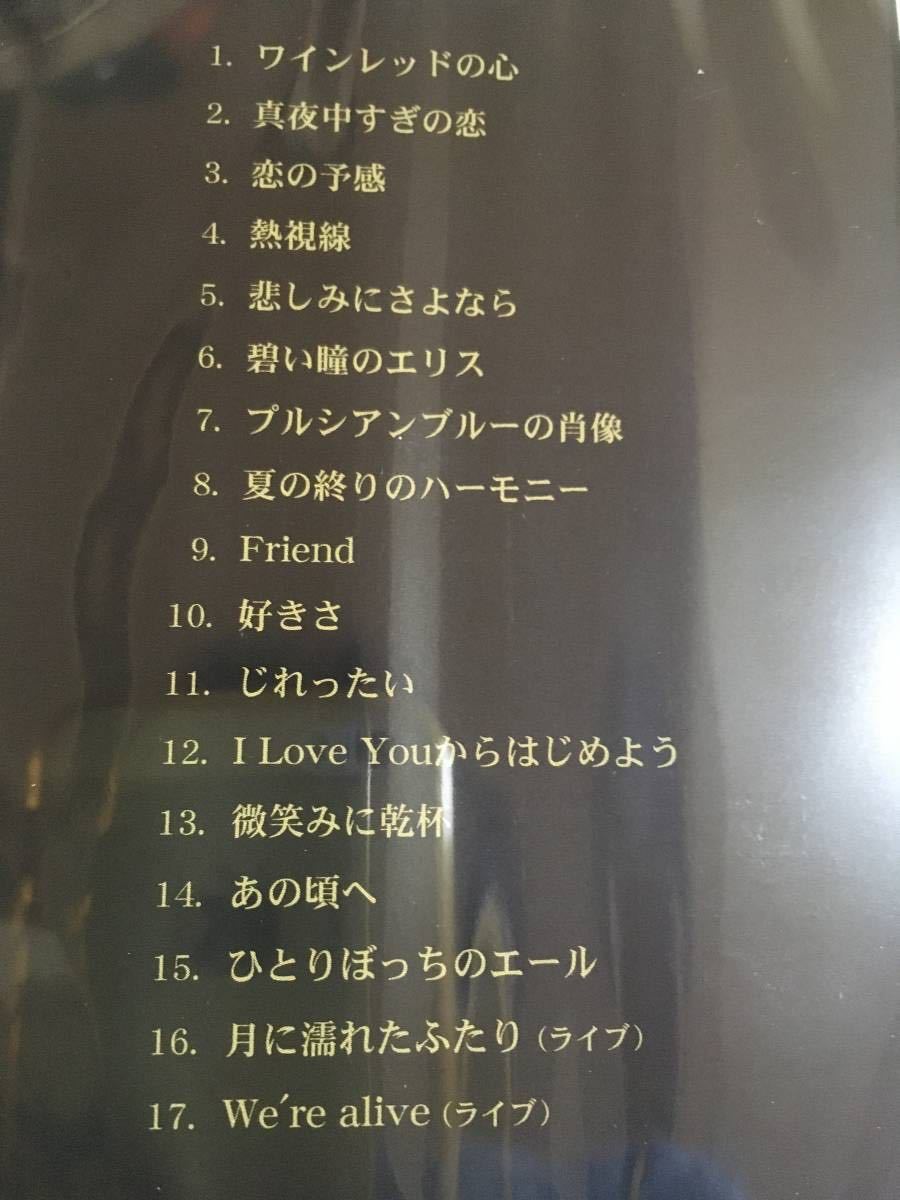 1. ワインレッドの心
2. 真夜中すぎの恋
3. 恋の予感
4. 熱視線
5. 悲しみにさよなら
6. 碧い瞳のエリス
7. プルシアンブルーの肖像
8. 夏の終りのハーモニー
9. Friend
10. 好きさ
11. じれったい
12. I Love Youからはじめよう
13. 微笑みに乾杯
14. あの頃へ
15. ひとりぼっちのエール
16. 月に濡れたふたり（ライブ）
17. We're alive（ライブ）